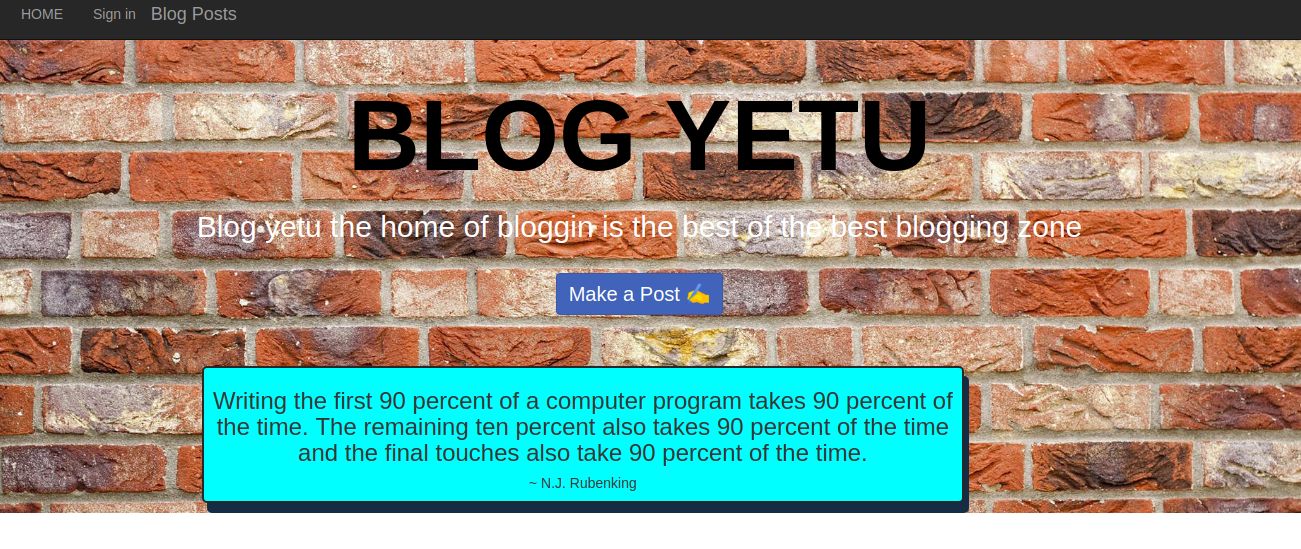 HOME Sign in Blog Posts
BLOG YETU
Blog yetu the home of bloggin is the best of the best blogging zone
Make a Post ✍️
Writing the first 90 percent of a computer program takes 90 percent of
the time. The remaining ten percent also takes 90 percent of the time
and the final touches also take 90 percent of the time.
~ N.J. Rubenking